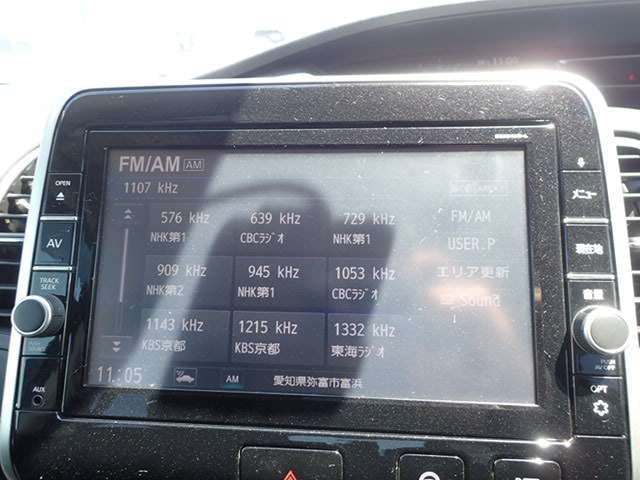 11:00
FM/AM AM
1107 kHz
OPEN
AV
TRACK
SEEK
AUX
576 kHz
NHK第1
639 kHz
CBCラジオ
729 kHz
NHK第1
909 kHz
NHK第2
945 kHz
NHK第1
1053 kHz
CBCラジオ
1143 kHz
KBS京都
1215 kHz
KBS京都
1332 kHz
東海ラジオ
FM/AM
USER.P
エリア更新
Sound
11:05
AM
愛知県弥富市富浜
メニュー
現在地
音量
PUSH
AV OFF
OPT